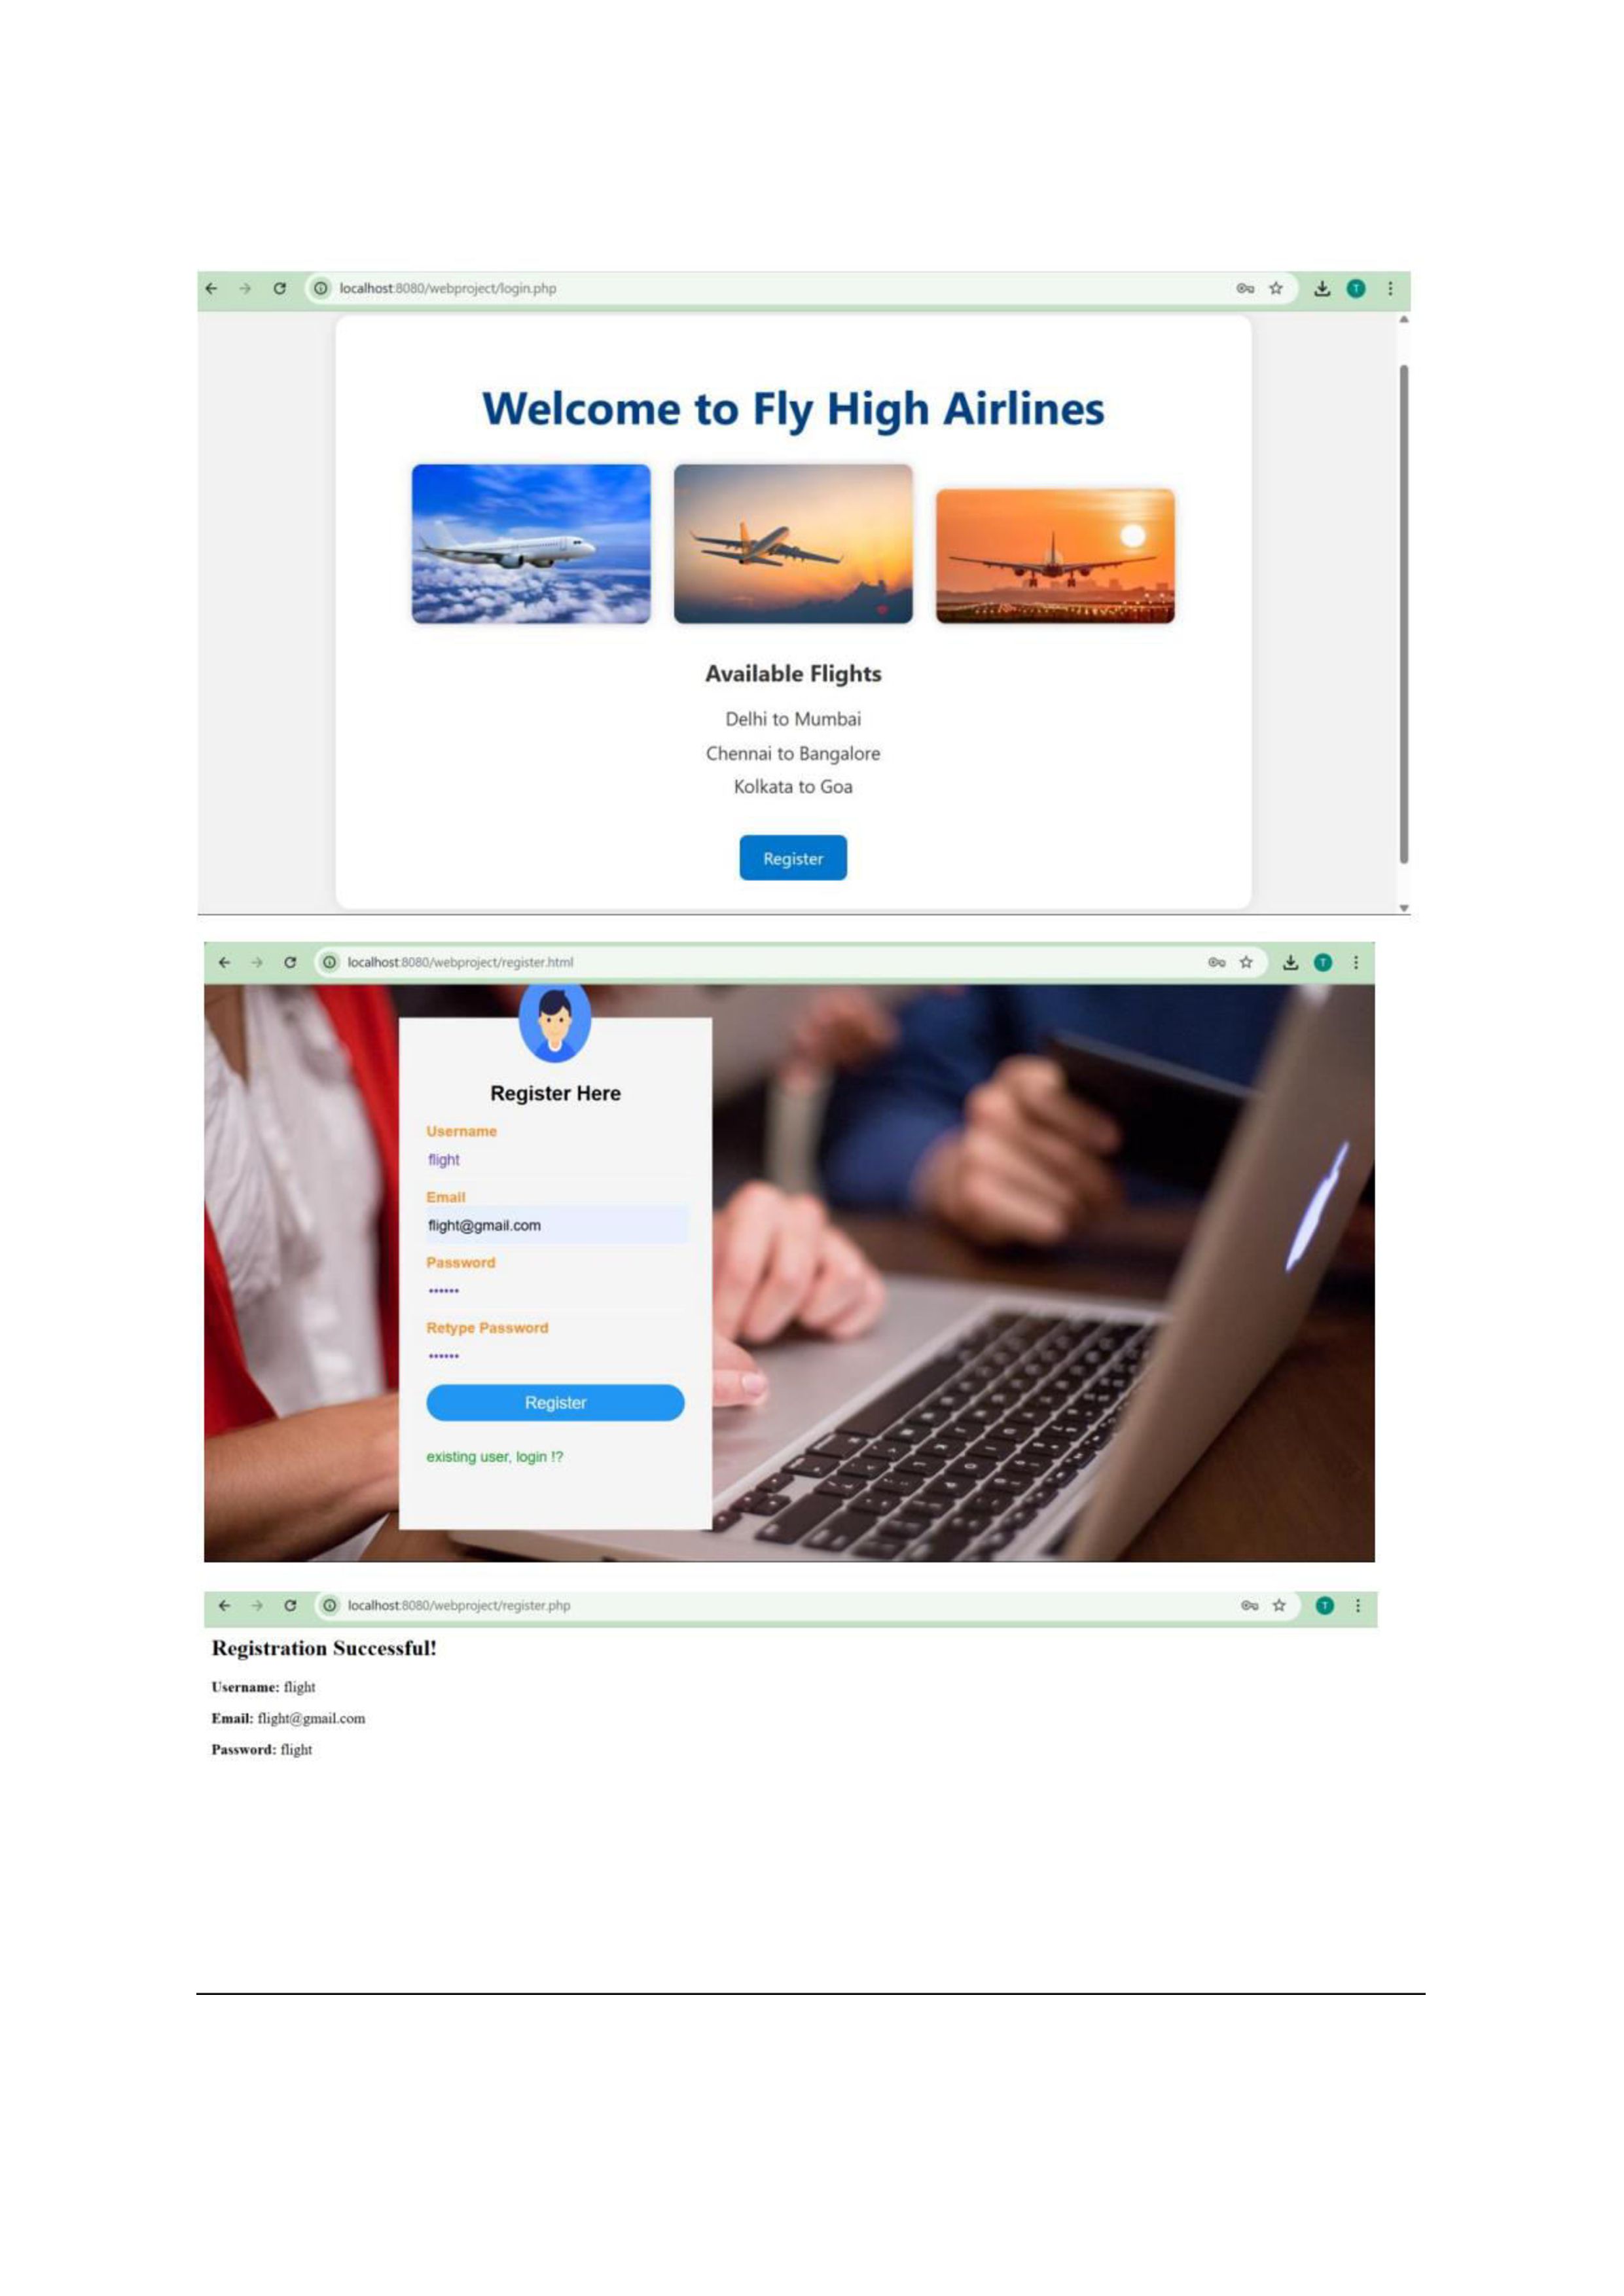 localhost:8080/webproject/login.php
Welcome to Fly High Airlines
Available Flights
Delhi to Mumbai
Chennai to Bangalore
Kolkata to Goa
Register
localhost:8080/webproject/register.html
Register Here
Username
flight
Email
flight@gmail.com
Password
••••••
Retype Password
••••••
Register
existing user, login !?
localhost:8080/webproject/register.php
Registration Successful!
Username: flight
Email: flight@gmail.com
Password: flight